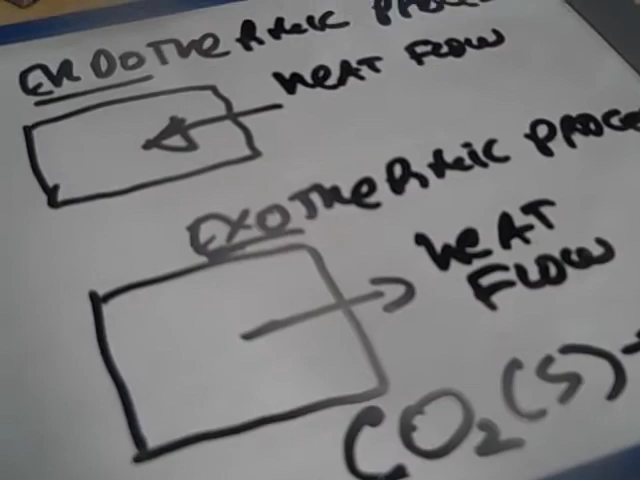 ENDOTHERMIC
HEAT FLOW
EXOTHERMIC
HEAT
FLOW
CO₂(S)